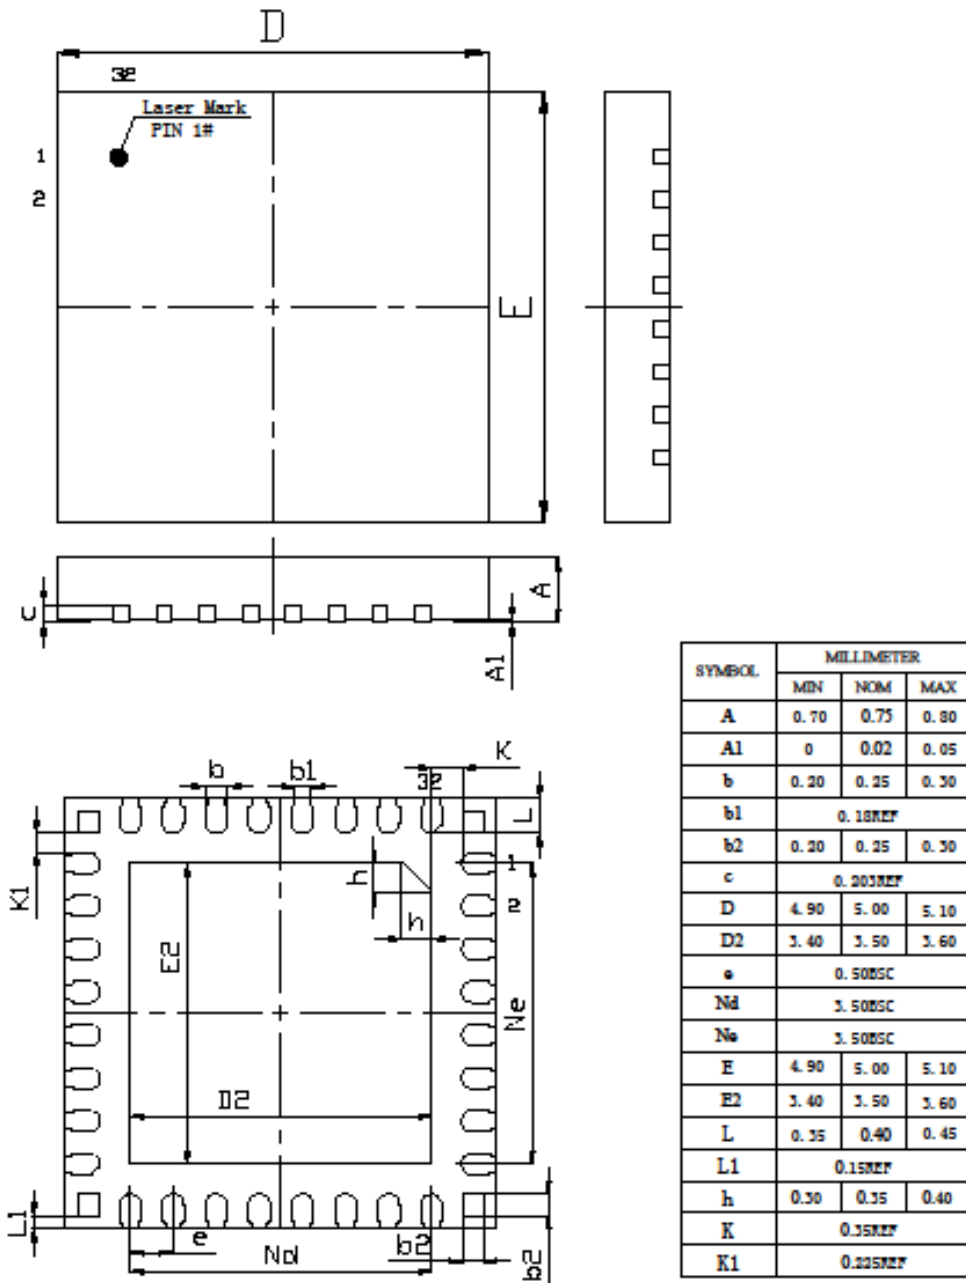 D
32
Laser Mark
PIN 1#
1
2
E
c
A
A1
K
b
b1
32
L
K1
h
1
h
2
E2
Ne
D2
L1
e
Nd
b2
b2
SYMBOL MILLIMETER
MIN NOM MAX
A 0.70 0.75 0.80
A1 0 0.02 0.05
b 0.20 0.25 0.30
b1 0.18REF
b2 0.20 0.25 0.30
c 0.203REF
D 4.90 5.00 5.10
D2 3.40 3.50 3.60
e 0.50BSC
Nd 3.50BSC
Ne 3.50BSC
E 4.90 5.00 5.10
E2 3.40 3.50 3.60
L 0.35 0.40 0.45
L1 0.15REF
h 0.30 0.35 0.40
K 0.35REF
K1 0.225REF